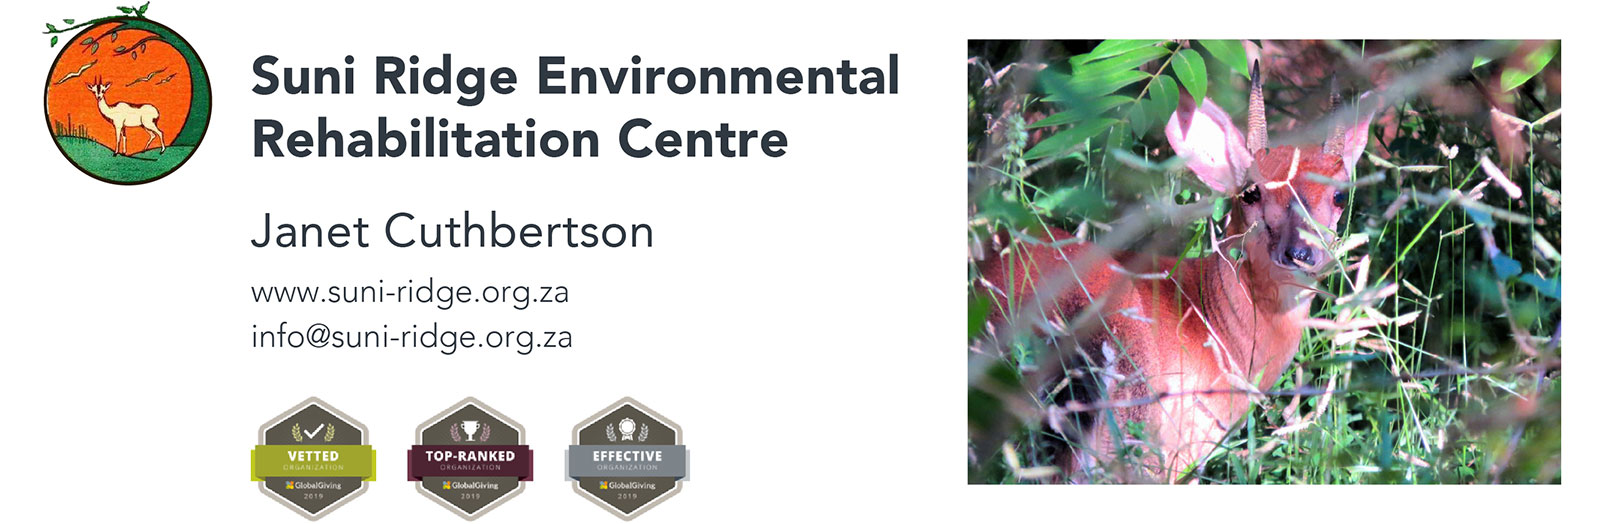 Suni Ridge Environmental
Rehabilitation Centre
Janet Cuthbertson
www.suni-ridge.org.za
info@suni-ridge.org.za
VETTED
ORGANIZATION
GlobalGiving
2019
TOP-RANKED
ORGANIZATION
GlobalGiving
2019
EFFECTIVE
ORGANIZATION
GlobalGiving
2019